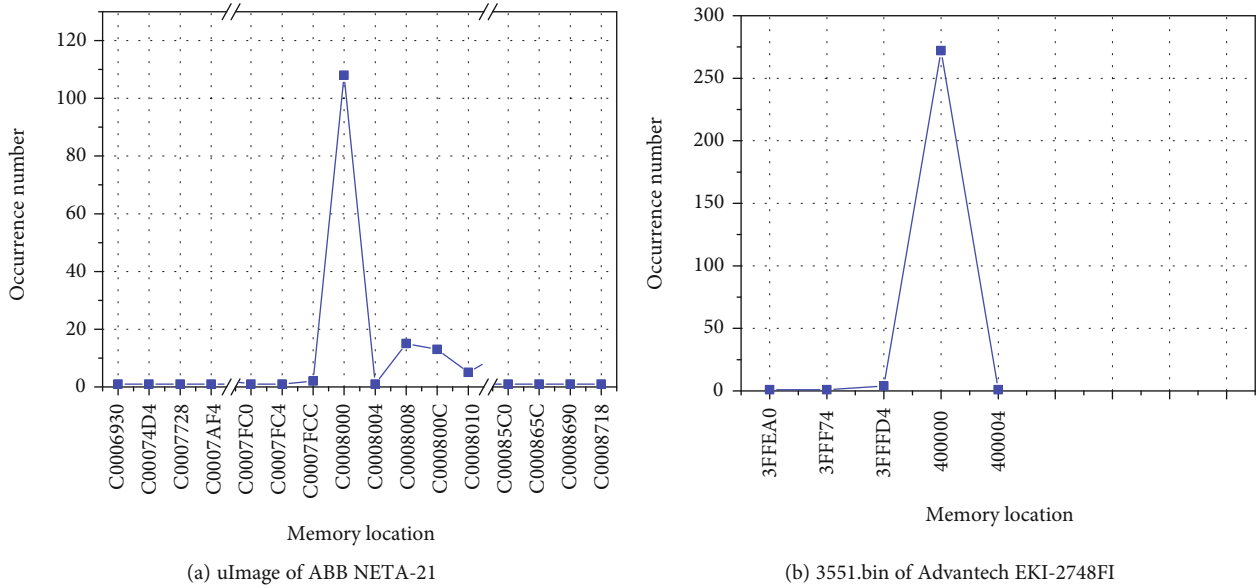 120
100
80
60
40
20
0
Occurrence number
C0006930
C00074D4
C0007728
C0007AF4
C0007FC0
C0007FC4
C0007FCC
C0008000
C0008004
C0008008
C000800C
C0008010
C00085C0
C000865C
C0008690
C0008718
Memory location
(a) uImage of ABB NETA-21
300
250
200
150
100
50
0
Occurrence number
3FFEA0
3FFF74
3FFFD4
400000
400004
Memory location
(b) 3551.bin of Advantech EKI-2748FI